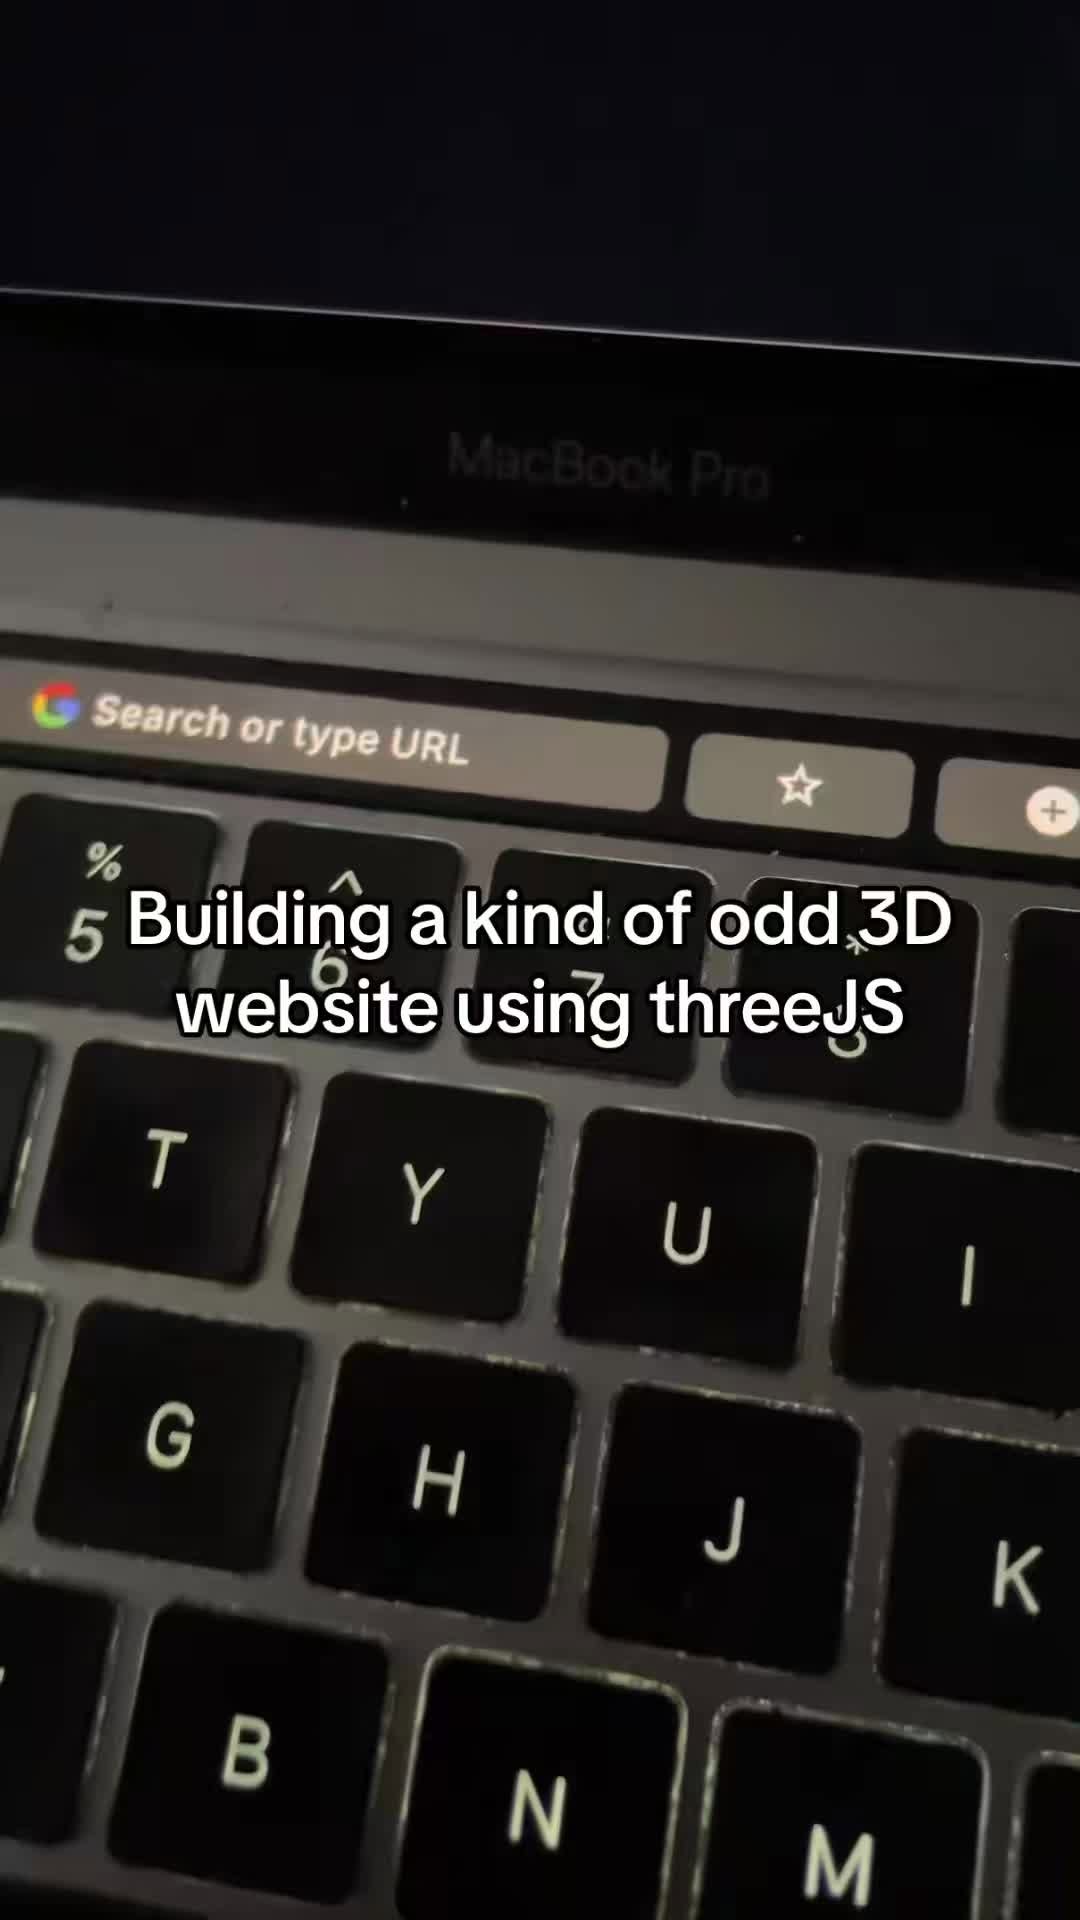 MacBook Pro
Search or type URL
%
5
^
6
7
*
8
Building a kind of odd 3D
website using threeJS
T
Y
U
I
G
H
J
K
B
N
M